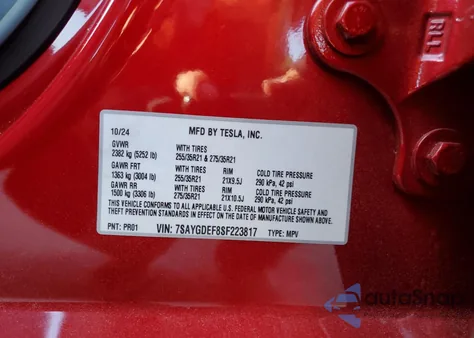 10/24 MFD BY TESLA, INC.
GVWR WITH TIRES
2382 kg (5252 lb) 255/35R21 & 275/35R21
GAWR FRT WITH TIRES RIM COLD TIRE PRESSURE
1363 kg (3004 lb) 255/35R21 21X9.5J 290 kPa, 42 psi
GAWR RR WITH TIRES RIM COLD TIRE PRESSURE
1500 kg (3306 lb) 275/35R21 21X10.5J 290 kPa, 42 psi
THIS VEHICLE CONFORMS TO ALL APPLICABLE U.S. FEDERAL MOTOR VEHICLE SAFETY AND
THEFT PREVENTION STANDARDS IN EFFECT ON THE DATE OF MANUFACTURE SHOWN ABOVE.
PNT: PR01 VIN: 7SAYGDEF8SF223817 TYPE: MPV
autoSnap